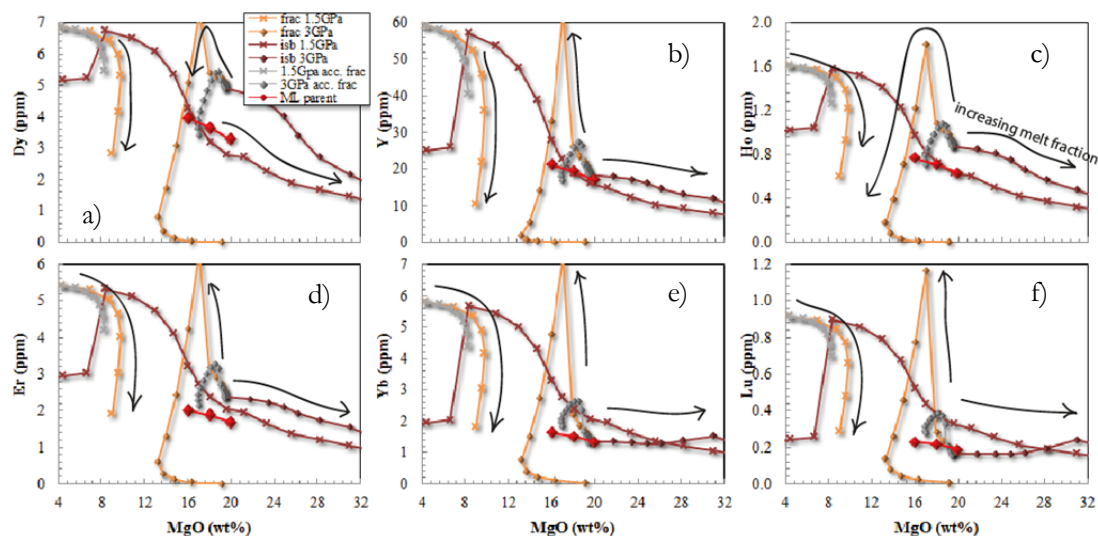 frac 1.5GPa
frac 3GPa
isb 1.5GPa
isb 3GPa
1.5Gpa acc. frac
3GPa acc. frac
ML parent
7
6
5
4
3
2
1
0
Dy (ppm)
a)
60
50
40
30
20
10
0
Y (ppm)
b)
2.0
1.6
1.2
0.8
0.4
0.0
Ho (ppm)
c)
increasing melt fraction
6
5
4
3
2
1
0
Er (ppm)
d)
4 8 12 16 20 24 28 32
MgO (wt%)
7
6
5
4
3
2
1
0
Yb (ppm)
e)
4 8 12 16 20 24 28 32
MgO (wt%)
1.2
1.0
0.8
0.6
0.4
0.2
0.0
Lu (ppm)
f)
4 8 12 16 20 24 28 32
MgO (wt%)